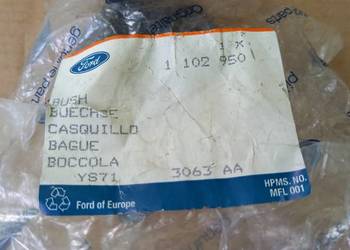 Ford
1 X
1 102 950
BUSH
BUECHSE
CASQUILLO
BAGUE
BOCCOLA
YS71 3063 AA
HPMS. NO.
MFL 001
Ford of Europe